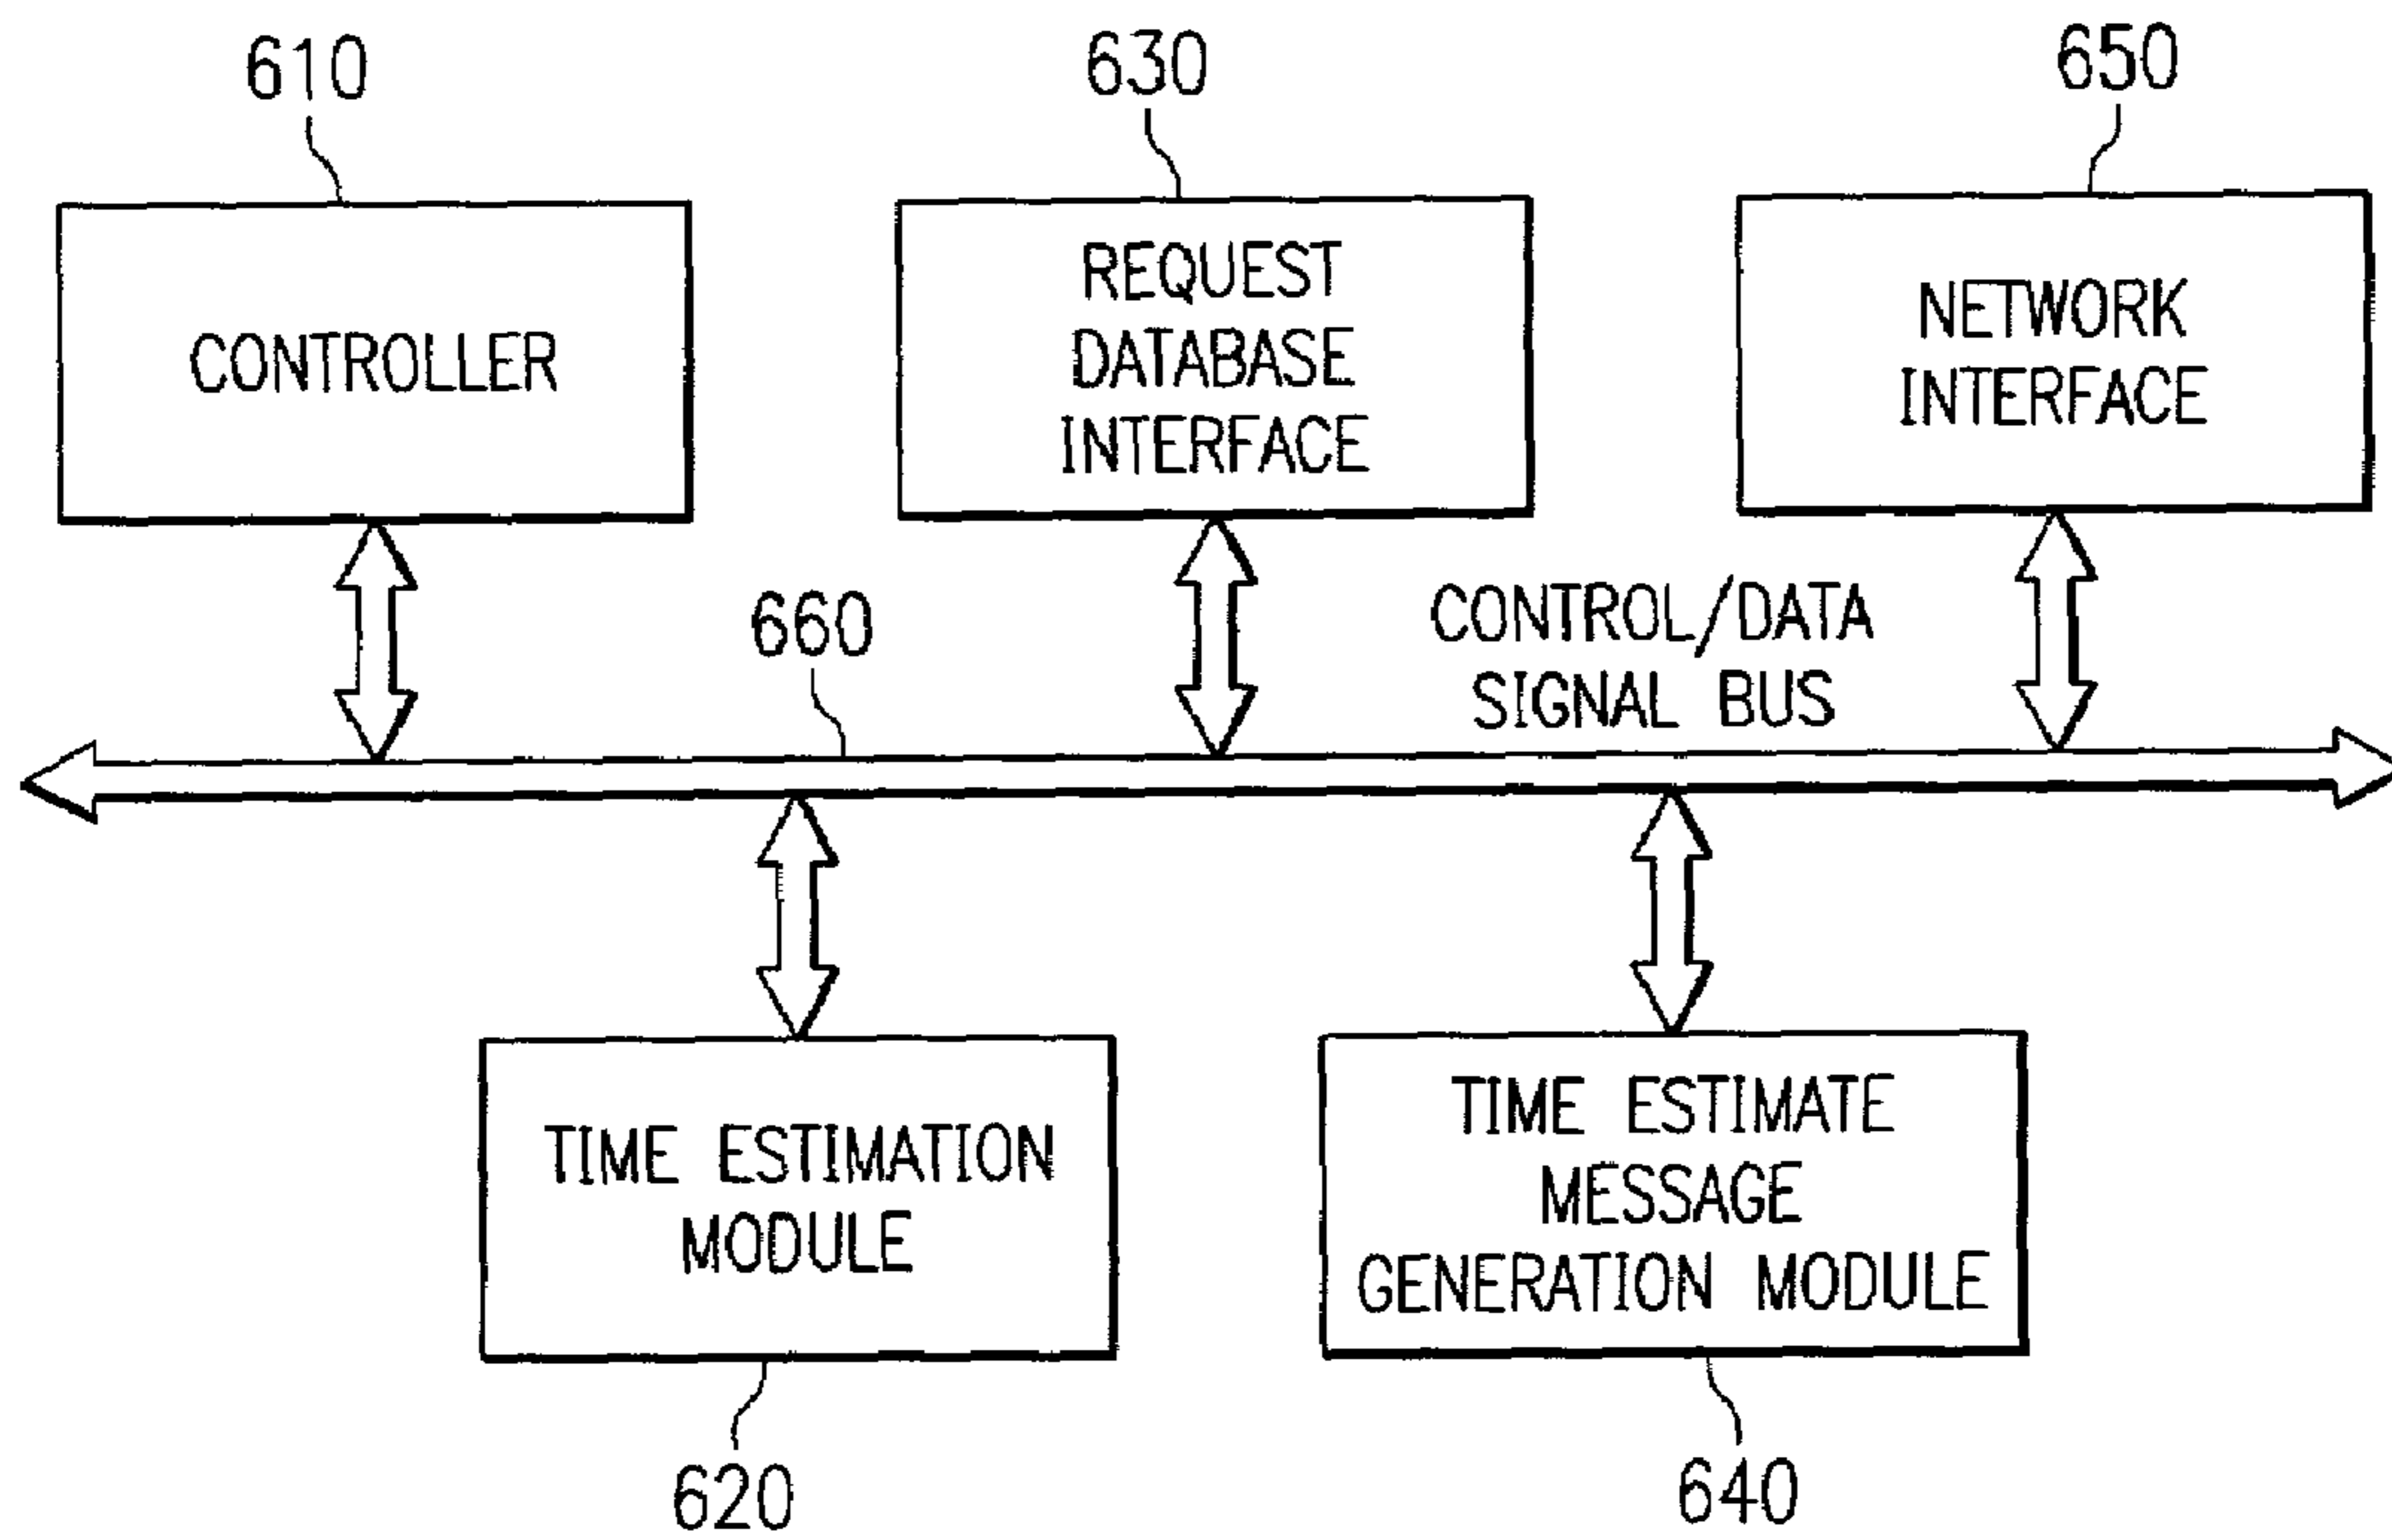 610
630
650
CONTROLLER
REQUEST
DATABASE
INTERFACE
NETWORK
INTERFACE
660
CONTROL/DATA
SIGNAL BUS
TIME ESTIMATION
MODULE
TIME ESTIMATE
MESSAGE
GENERATION MODULE
620
640